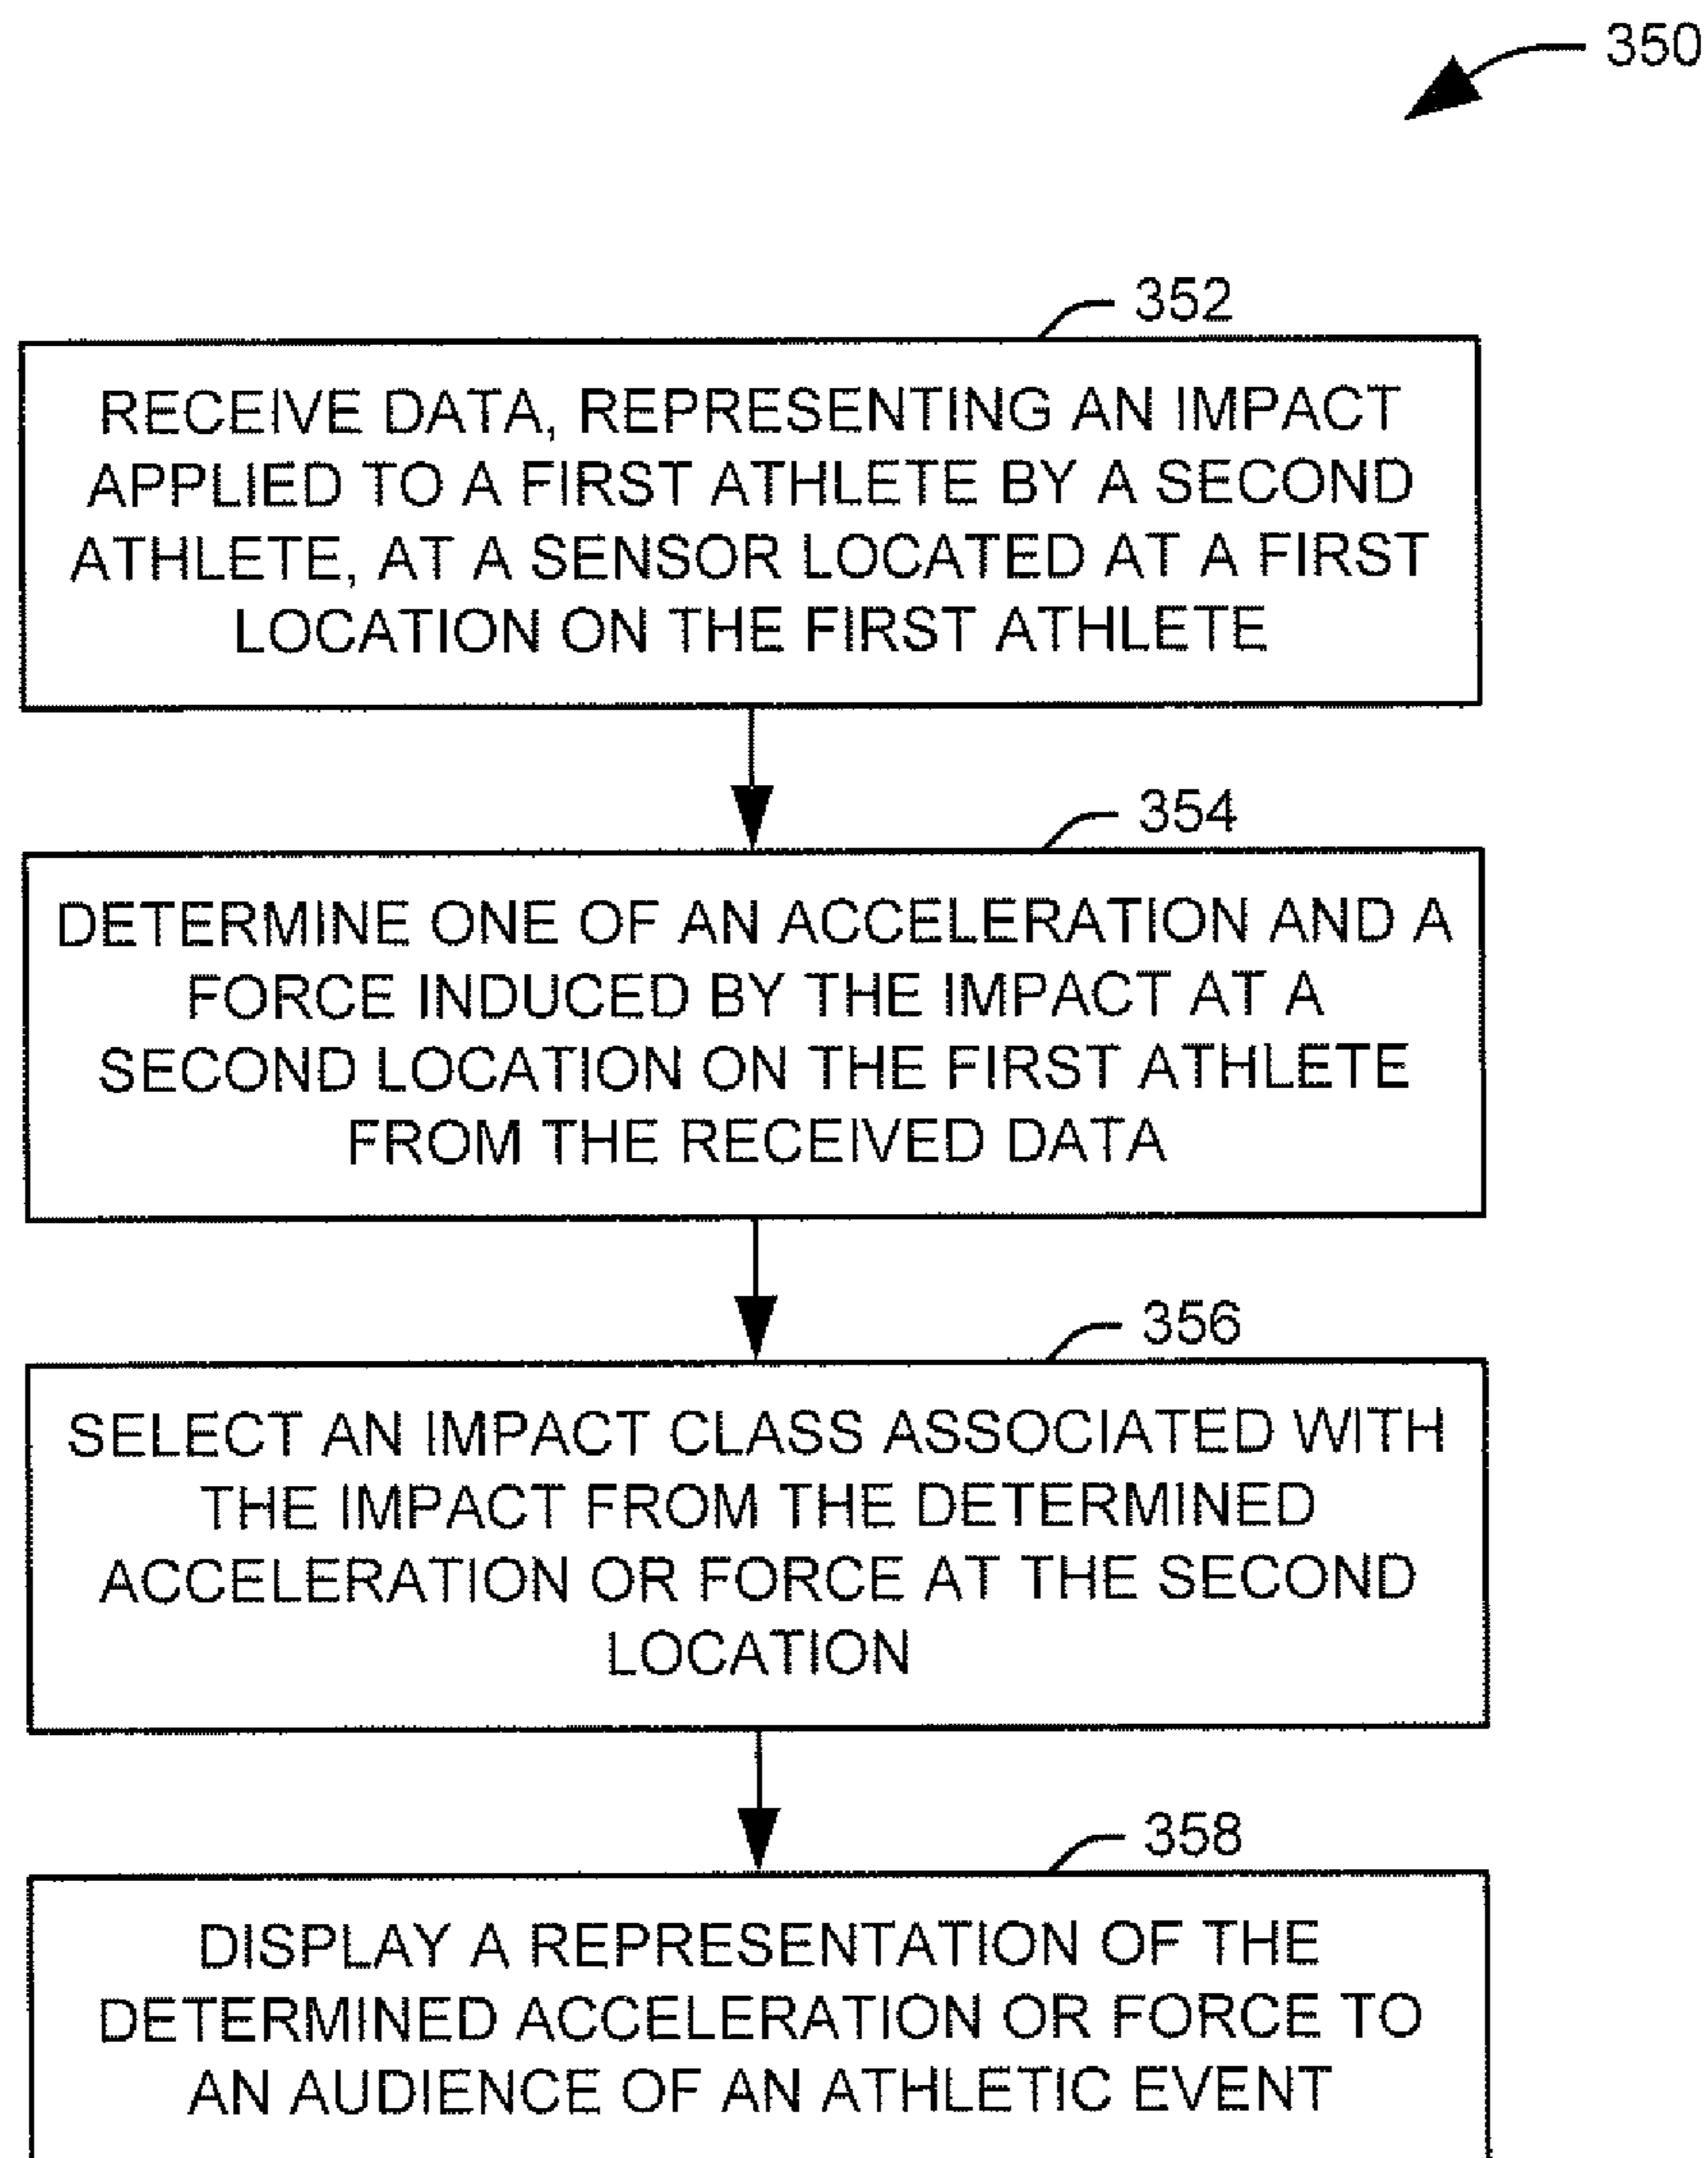 350
352
RECEIVE DATA, REPRESENTING AN IMPACT
APPLIED TO A FIRST ATHLETE BY A SECOND
ATHLETE, AT A SENSOR LOCATED AT A FIRST
LOCATION ON THE FIRST ATHLETE
354
DETERMINE ONE OF AN ACCELERATION AND A
FORCE INDUCED BY THE IMPACT AT A
SECOND LOCATION ON THE FIRST ATHLETE
FROM THE RECEIVED DATA
356
SELECT AN IMPACT CLASS ASSOCIATED WITH
THE IMPACT FROM THE DETERMINED
ACCELERATION OR FORCE AT THE SECOND
LOCATION
358
DISPLAY A REPRESENTATION OF THE
DETERMINED ACCELERATION OR FORCE TO
AN AUDIENCE OF AN ATHLETIC EVENT